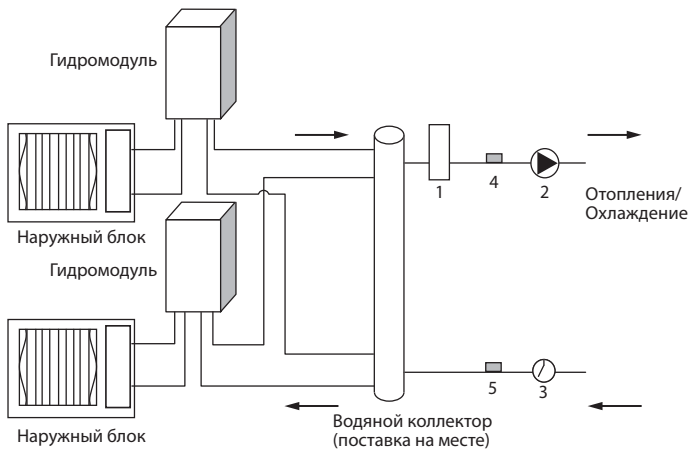 Гидромодуль
Наружный блок
Гидромодуль
Наружный блок
1
4
2
Отопления/
Охлаждение
5
3
Водяной коллектор
(поставка на месте)